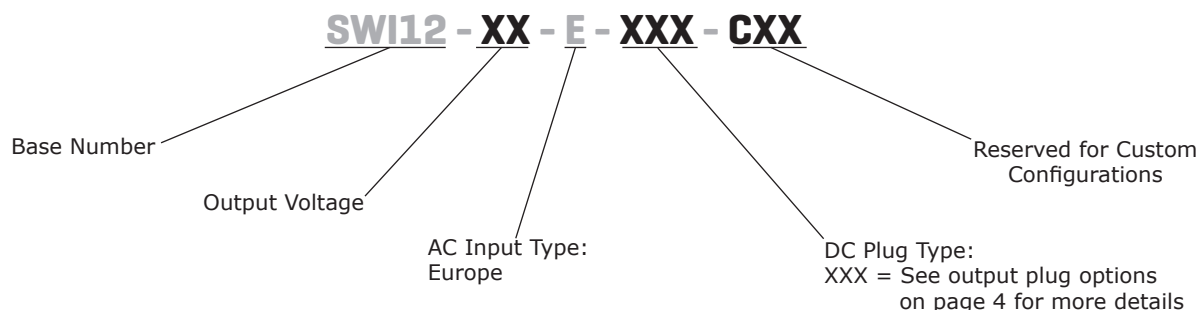 SWI12 - XX - E - XXX - CXX
Base Number
Output Voltage
AC Input Type:
Europe
DC Plug Type:
XXX = See output plug options
on page 4 for more details
Reserved for Custom
Configurations